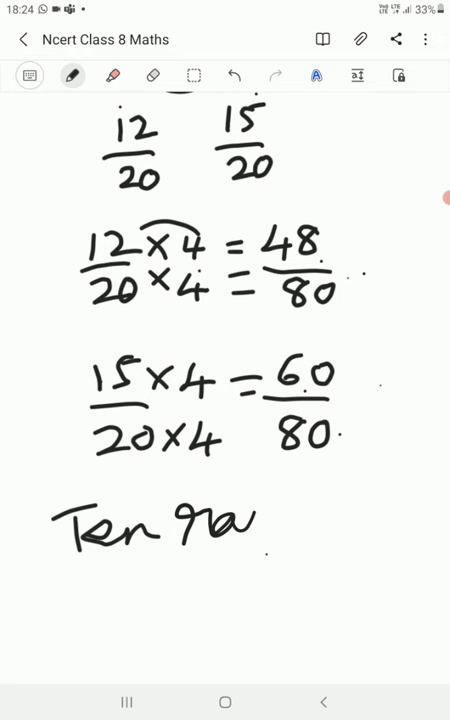 18:24 33%
Ncert Class 8 Maths
12/20 15/20
12/20 × 4/4 = 48/80
15/20 × 4/4 = 60/80
Ten ra